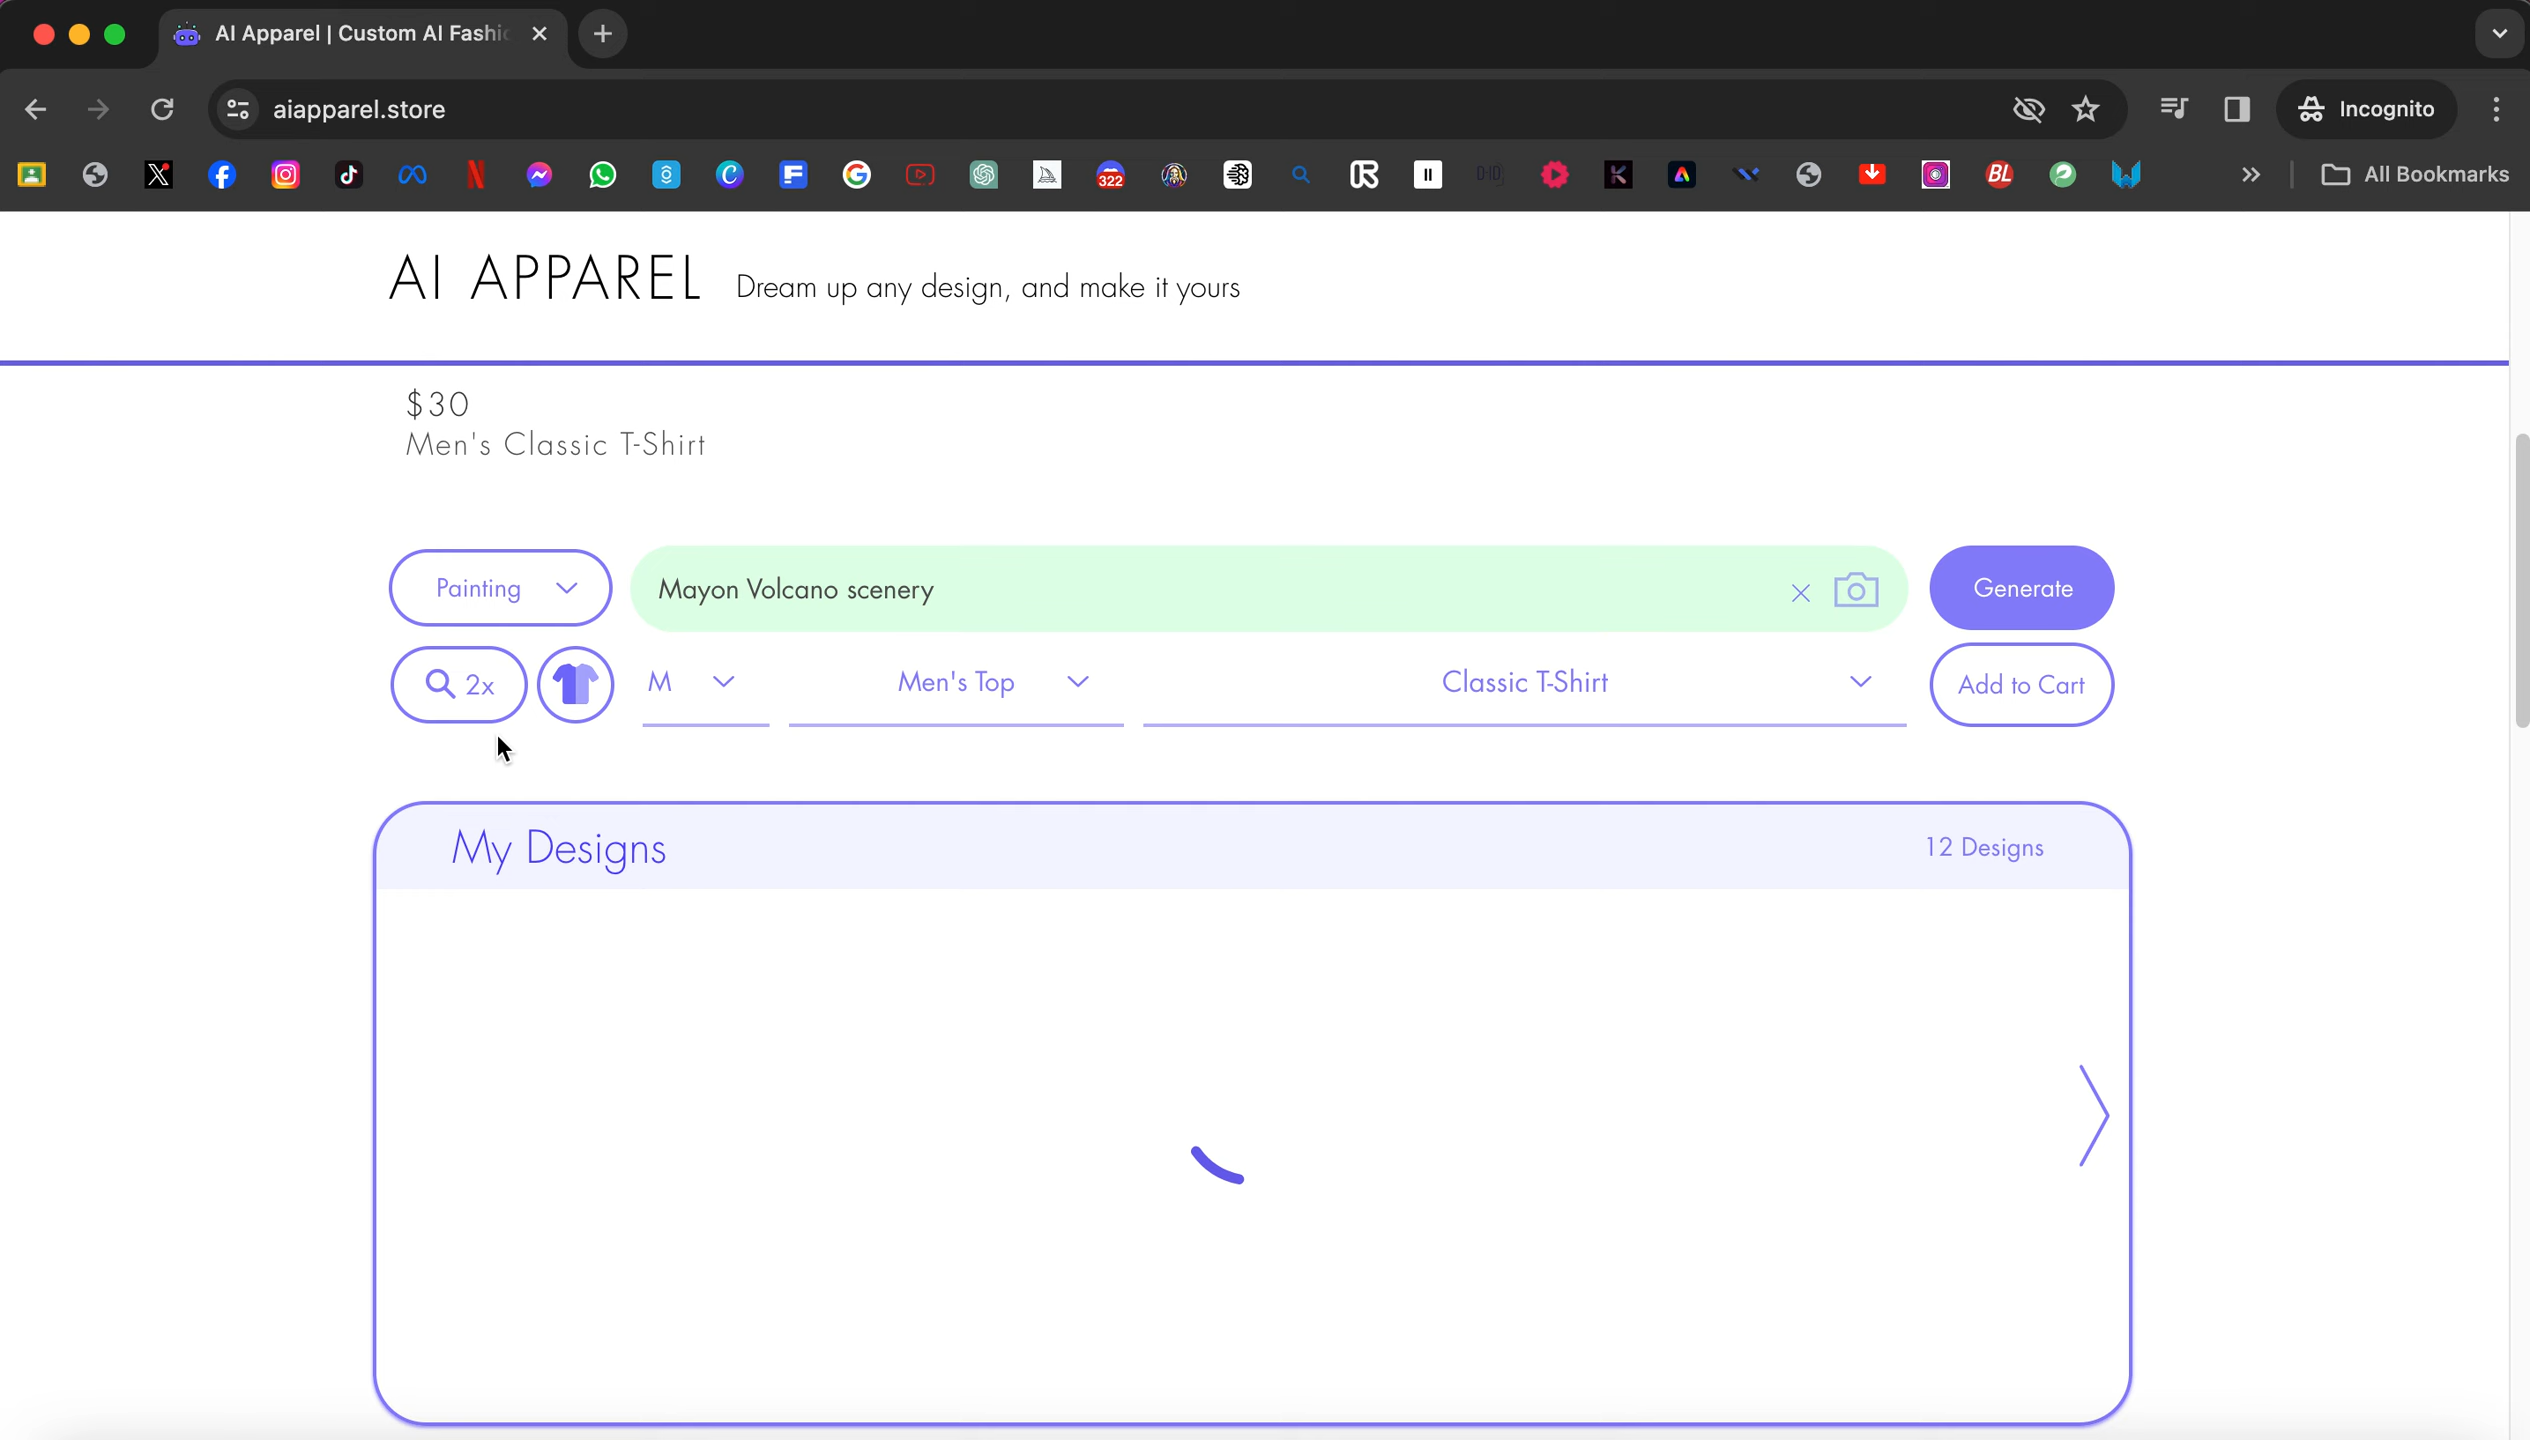 AI Apparel | Custom AI Fashi
aiapparel.store
Incognito
322
BL
All Bookmarks
AI APPAREL
Dream up any design, and make it yours
$30
Men's Classic T-Shirt
Painting
Mayon Volcano scenery
Generate
2x
M
Men's Top
Classic T-Shirt
Add to Cart
My Designs
12 Designs